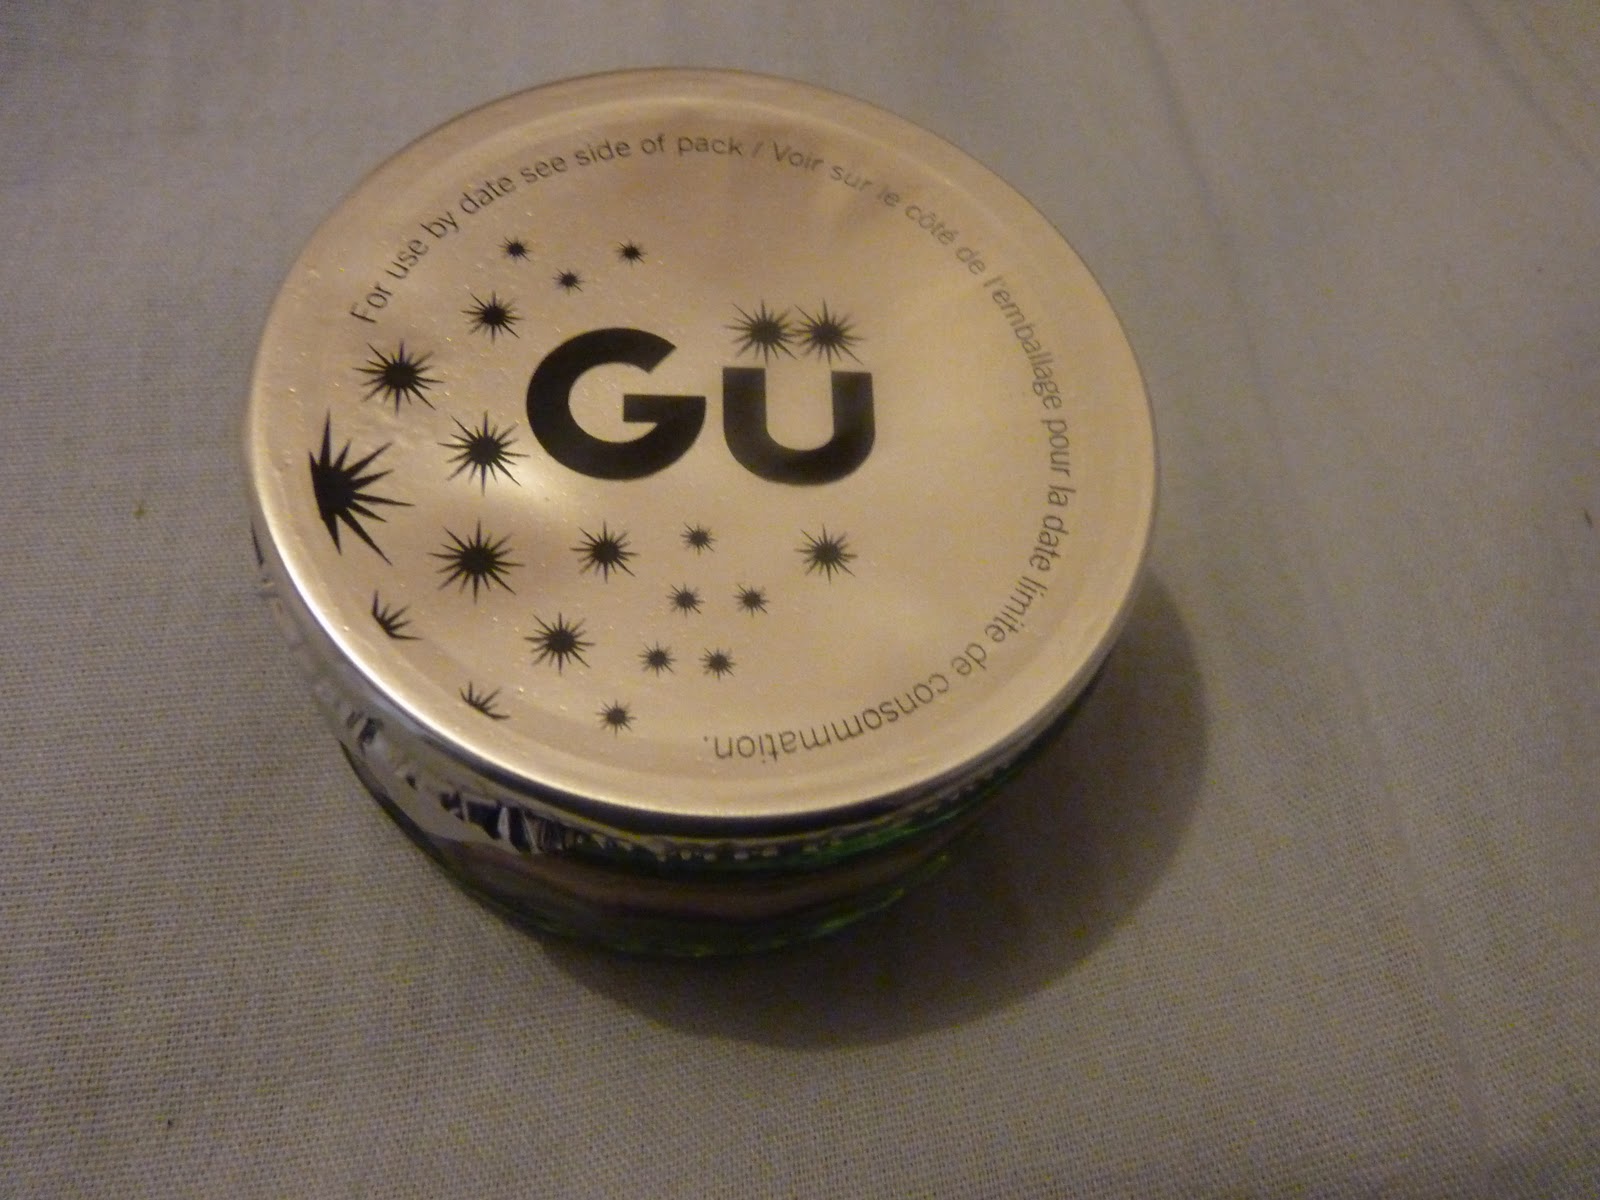 For use by date see side of pack / Voir sur le côté de l'emballage pour la date limite de consommation.
GÜ